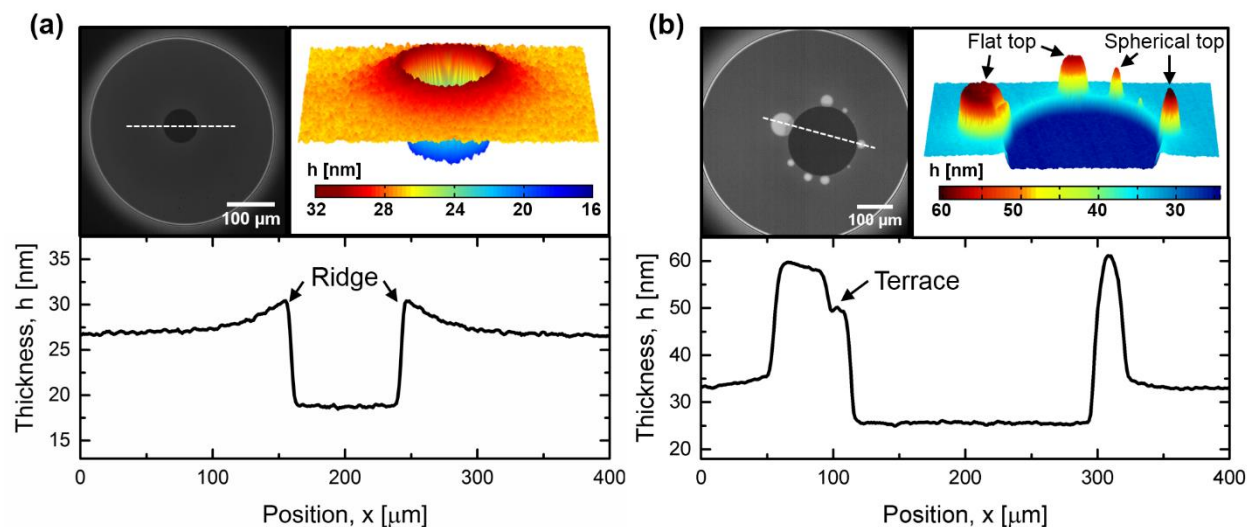 (a)
100 μm
h [nm]
32 28 24 20 16
35
30
25
20
15
Thickness, h [nm]
Ridge
0 100 200 300 400
Position, x [μm]
(b)
100 μm
Flat top Spherical top
h [nm]
60 50 40 30
60
50
40
30
20
Thickness, h [nm]
Terrace
0 100 200 300 400
Position, x [μm]